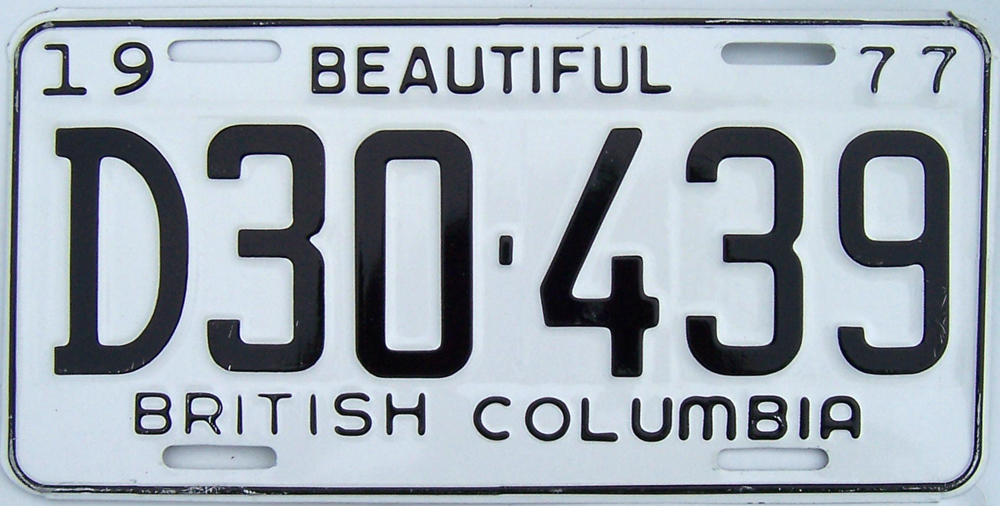 19 BEAUTIFUL 77
D30-439
BRITISH COLUMBIA